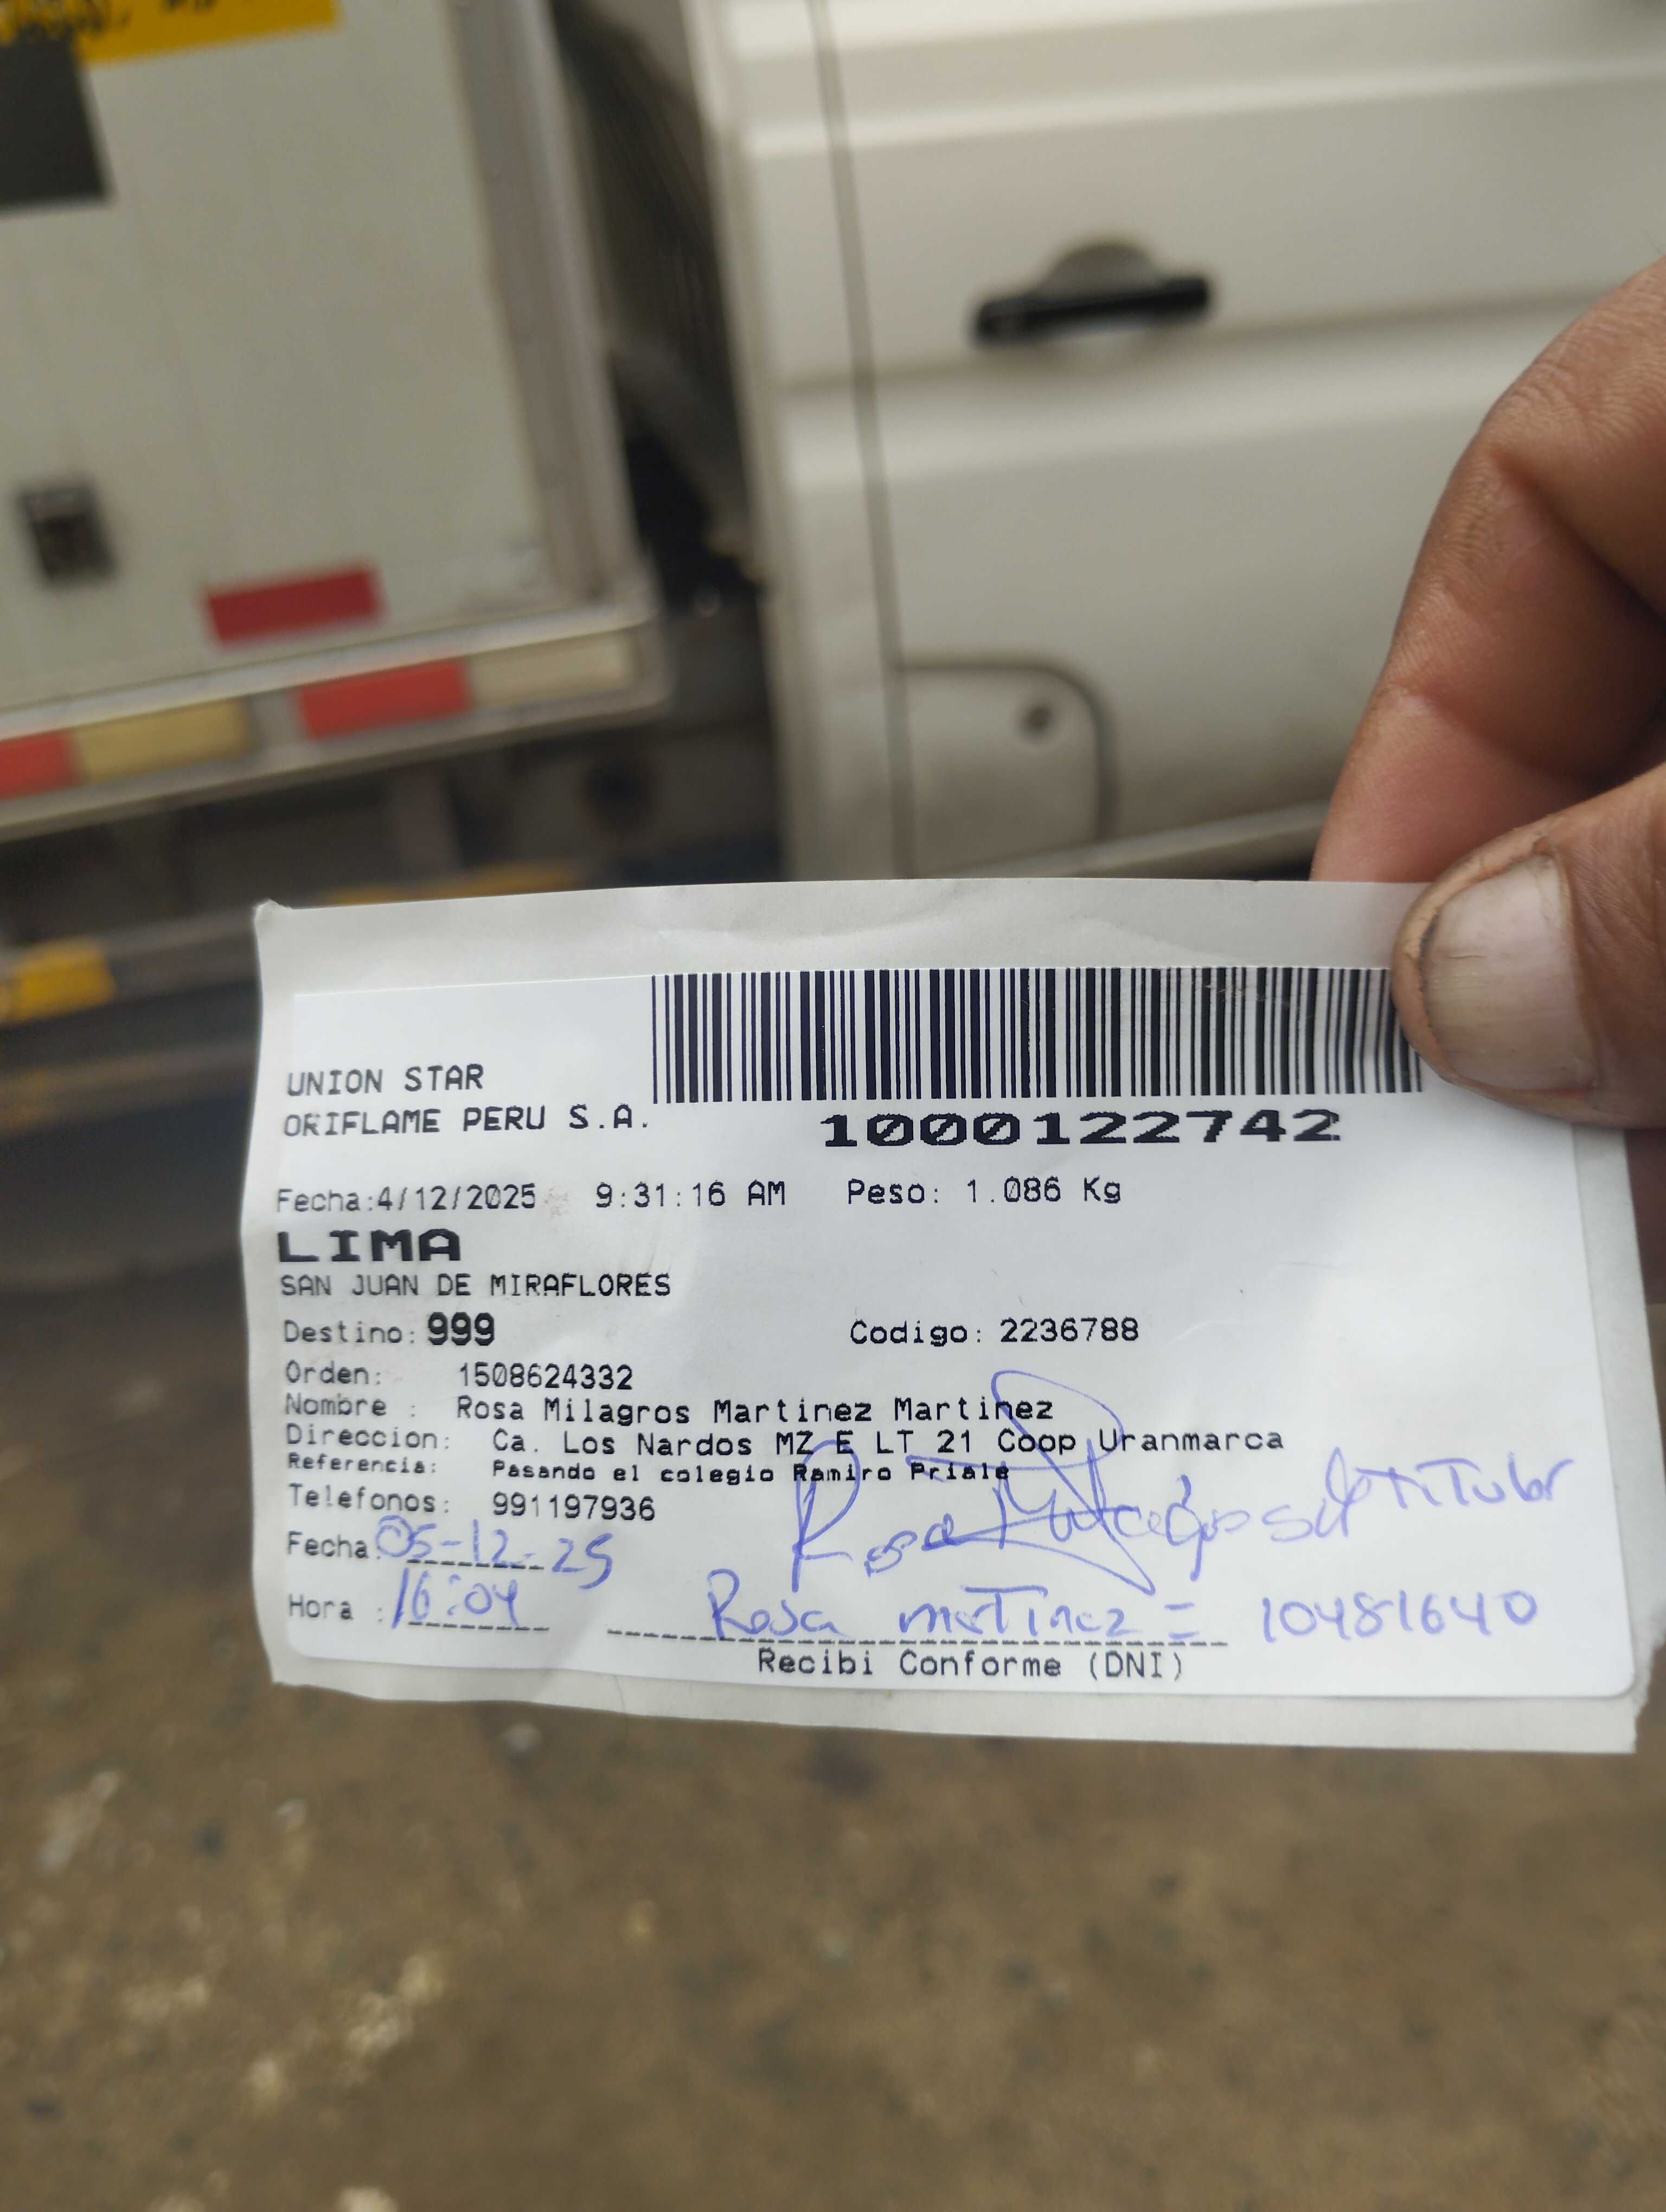 UNION STAR
ORIFLAME PERU S.A.
1000122742
Fecha:4/12/2025 9:31:16 AM Peso: 1.086 Kg
LIMA
SAN JUAN DE MIRAFLORES
Destino: 999 Codigo: 2236788
Orden: 1508624332
Nombre : Rosa Milagros Martinez Martinez
Direccion: Ca. Los Nardos MZ E LT 21 Coop Uranmarca
Referencia: Pasando el colegio Ramiro Priale
Telefonos: 991197936
Titular
Fecha: 05-12-25 Rosa
Hora : 16:04 Rosa martinez = 10481640
Recibi Conforme (DNI)